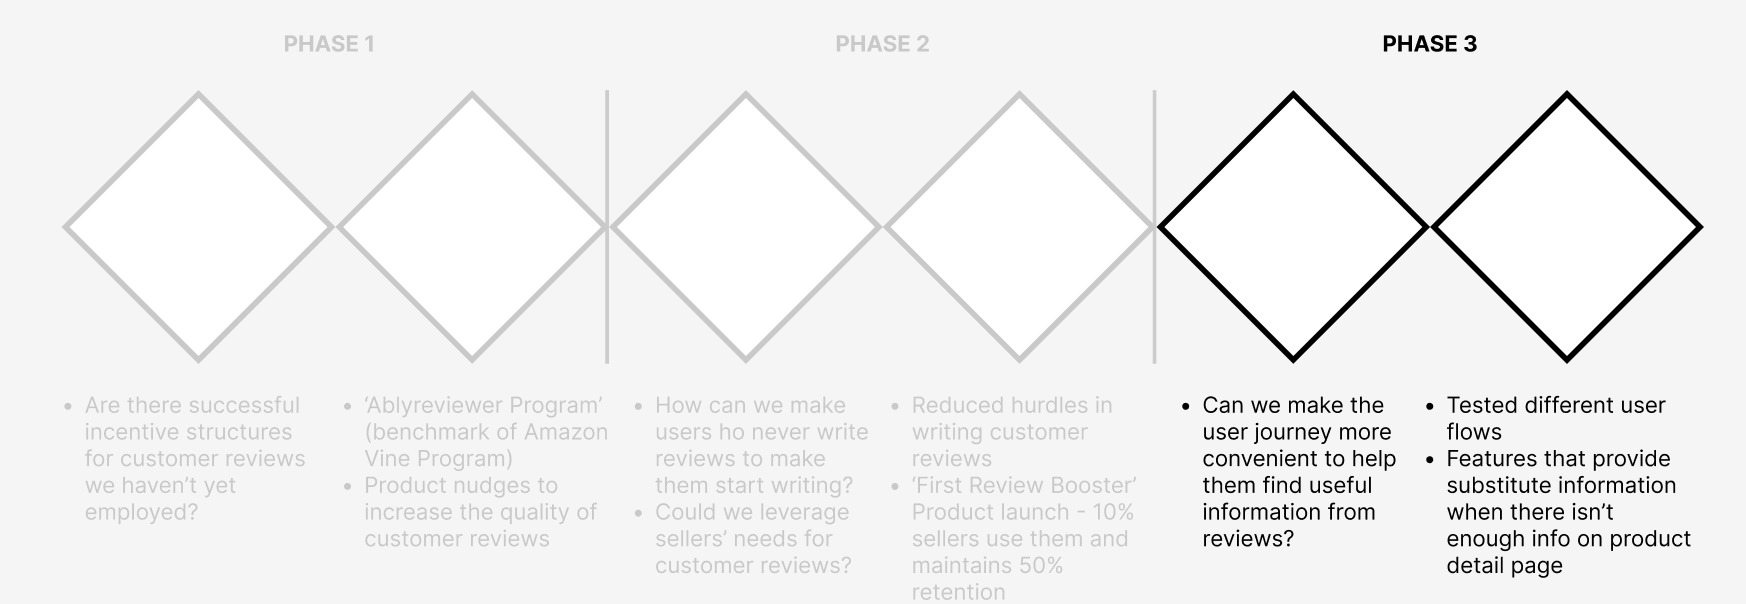 PHASE 1
PHASE 2
PHASE 3
• Are there successful
incentive structures
for customer reviews
we haven’t yet
employed?
• ‘Ablyreviewer Program’
(benchmark of Amazon
Vine Program)
• Product nudges to
increase the quality of
customer reviews
• How can we make
users ho never write
reviews to make
them start writing?
• Could we leverage
sellers’ needs for
customer reviews?
• Reduced hurdles in
writing customer
reviews
• ‘First Review Booster’
Product launch - 10%
sellers use them and
maintains 50%
retention
• Can we make the
user journey more
convenient to help
them find useful
information from
reviews?
• Tested different user
flows
• Features that provide
substitute information
when there isn’t
enough info on product
detail page